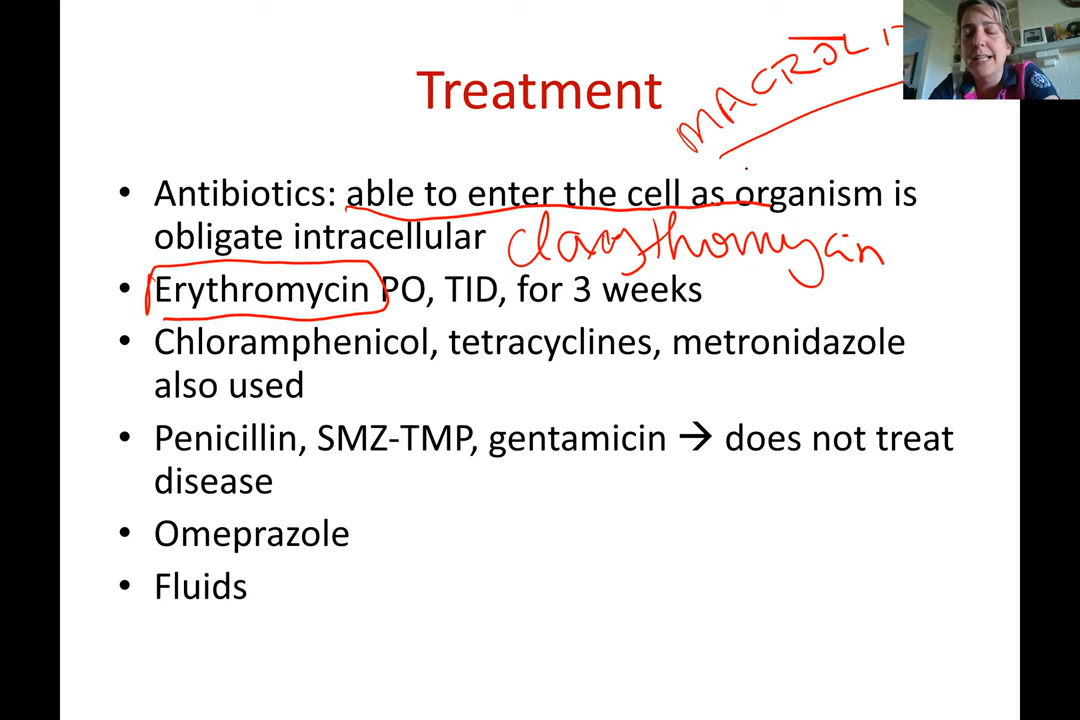 MACROLI
Treatment
• Antibiotics: able to enter the cell as organism is
obligate intracellular
• Erythromycin PO, TID, for 3 weeks
• Chloramphenicol, tetracyclines, metronidazole
also used
• Penicillin, SMZ-TMP, gentamicin → does not treat
disease
• Omeprazole
• Fluids